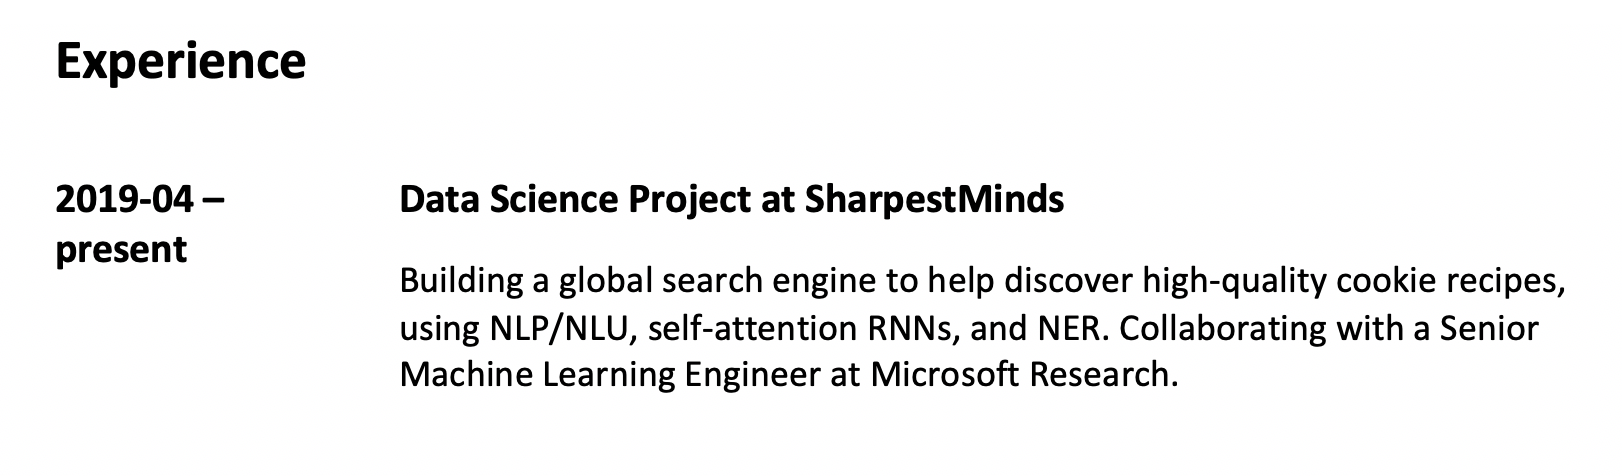 Experience
2019-04 –
present
Data Science Project at SharpestMinds
Building a global search engine to help discover high-quality cookie recipes,
using NLP/NLU, self-attention RNNs, and NER. Collaborating with a Senior
Machine Learning Engineer at Microsoft Research.